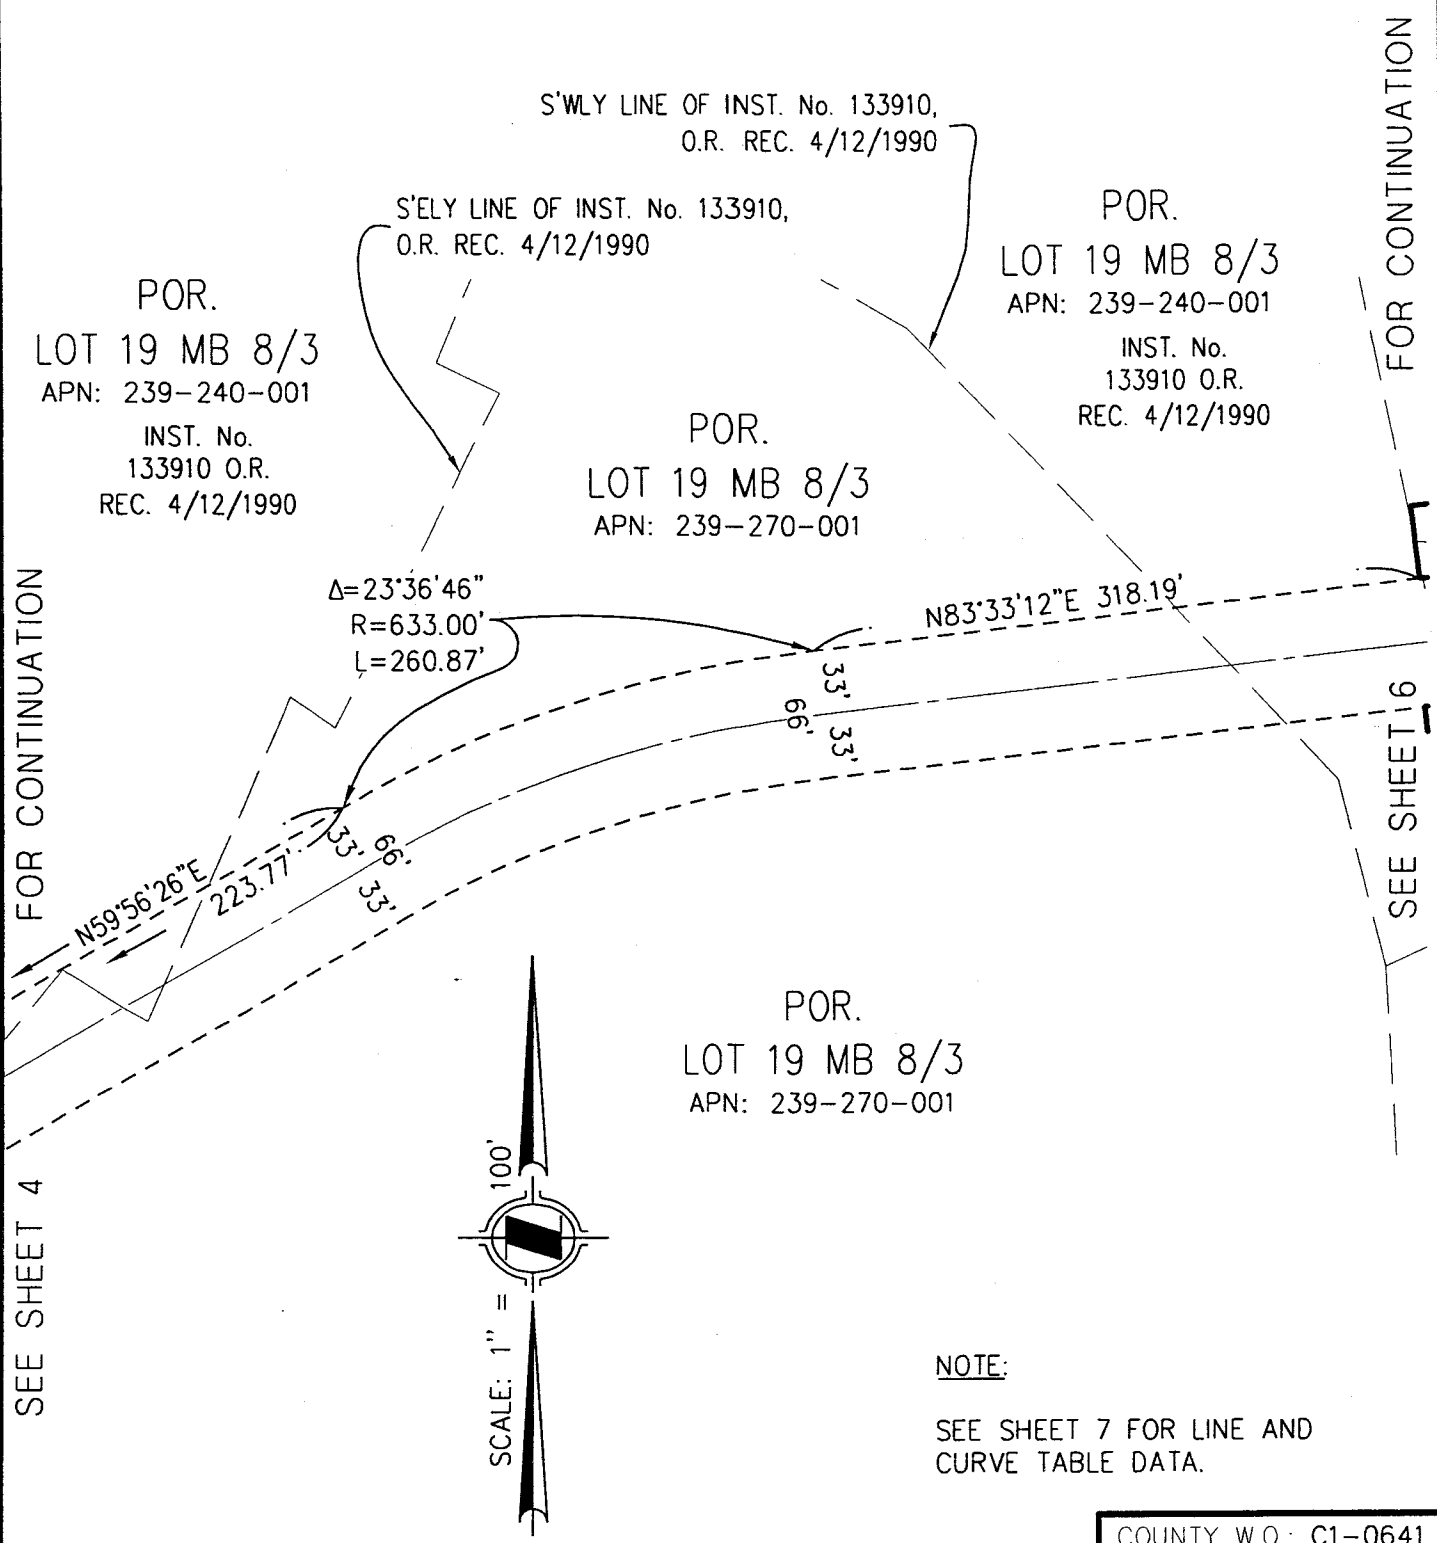 FOR CONTINUATION
S'WLY LINE OF INST. No. 133910,
O.R. REC. 4/12/1990
S'ELY LINE OF INST. No. 133910,
O.R. REC. 4/12/1990
POR.
LOT 19 MB 8/3
APN: 239-240-001
INST. No.
133910 O.R.
REC. 4/12/1990
POR.
LOT 19 MB 8/3
APN: 239-240-001
INST. No.
133910 O.R.
REC. 4/12/1990
POR.
LOT 19 MB 8/3
APN: 239-270-001
Δ=23°36'46"
R=633.00'
L=260.87'
N83°33'12"E 318.19'
33'
66'
33'
FOR CONTINUATION
SEE SHEET 6
33'
66'
33'
N59°56'26"E
223.77'
POR.
LOT 19 MB 8/3
APN: 239-270-001
SEE SHEET 4
SCALE: 1" = 100'
NOTE:
SEE SHEET 7 FOR LINE AND
CURVE TABLE DATA.
COUNTY W.O.: C1-0641